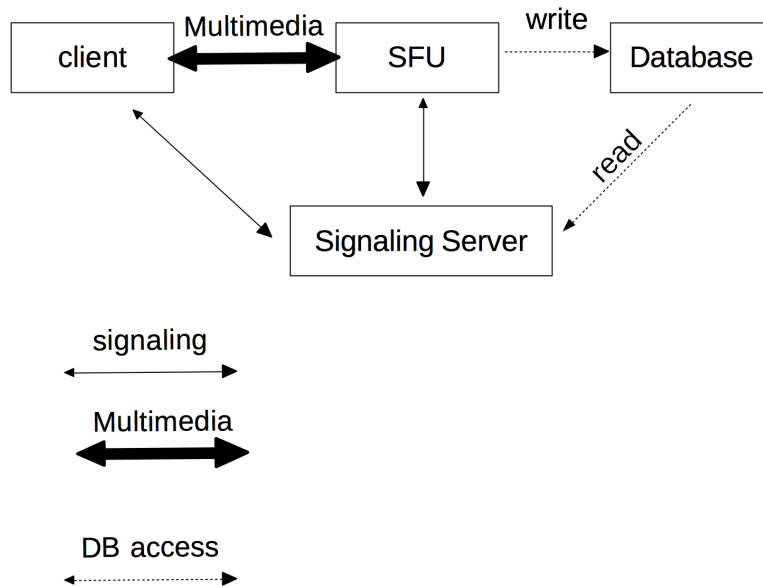 Multimedia
write
client
SFU
Database
read
Signaling Server
signaling
Multimedia
DB access